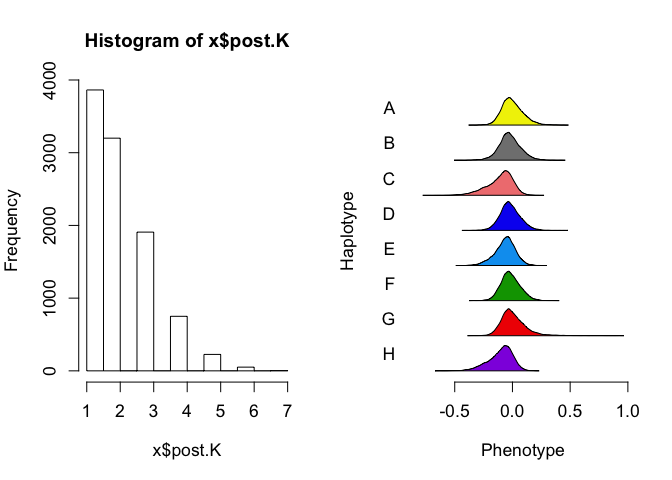 Histogram of x$post.K
Frequency
4000
3000
2000
1000
0
1 2 3 4 5 6 7
x$post.K
Haplotype
A
B
C
D
E
F
G
H
-0.5 0.0 0.5 1.0
Phenotype